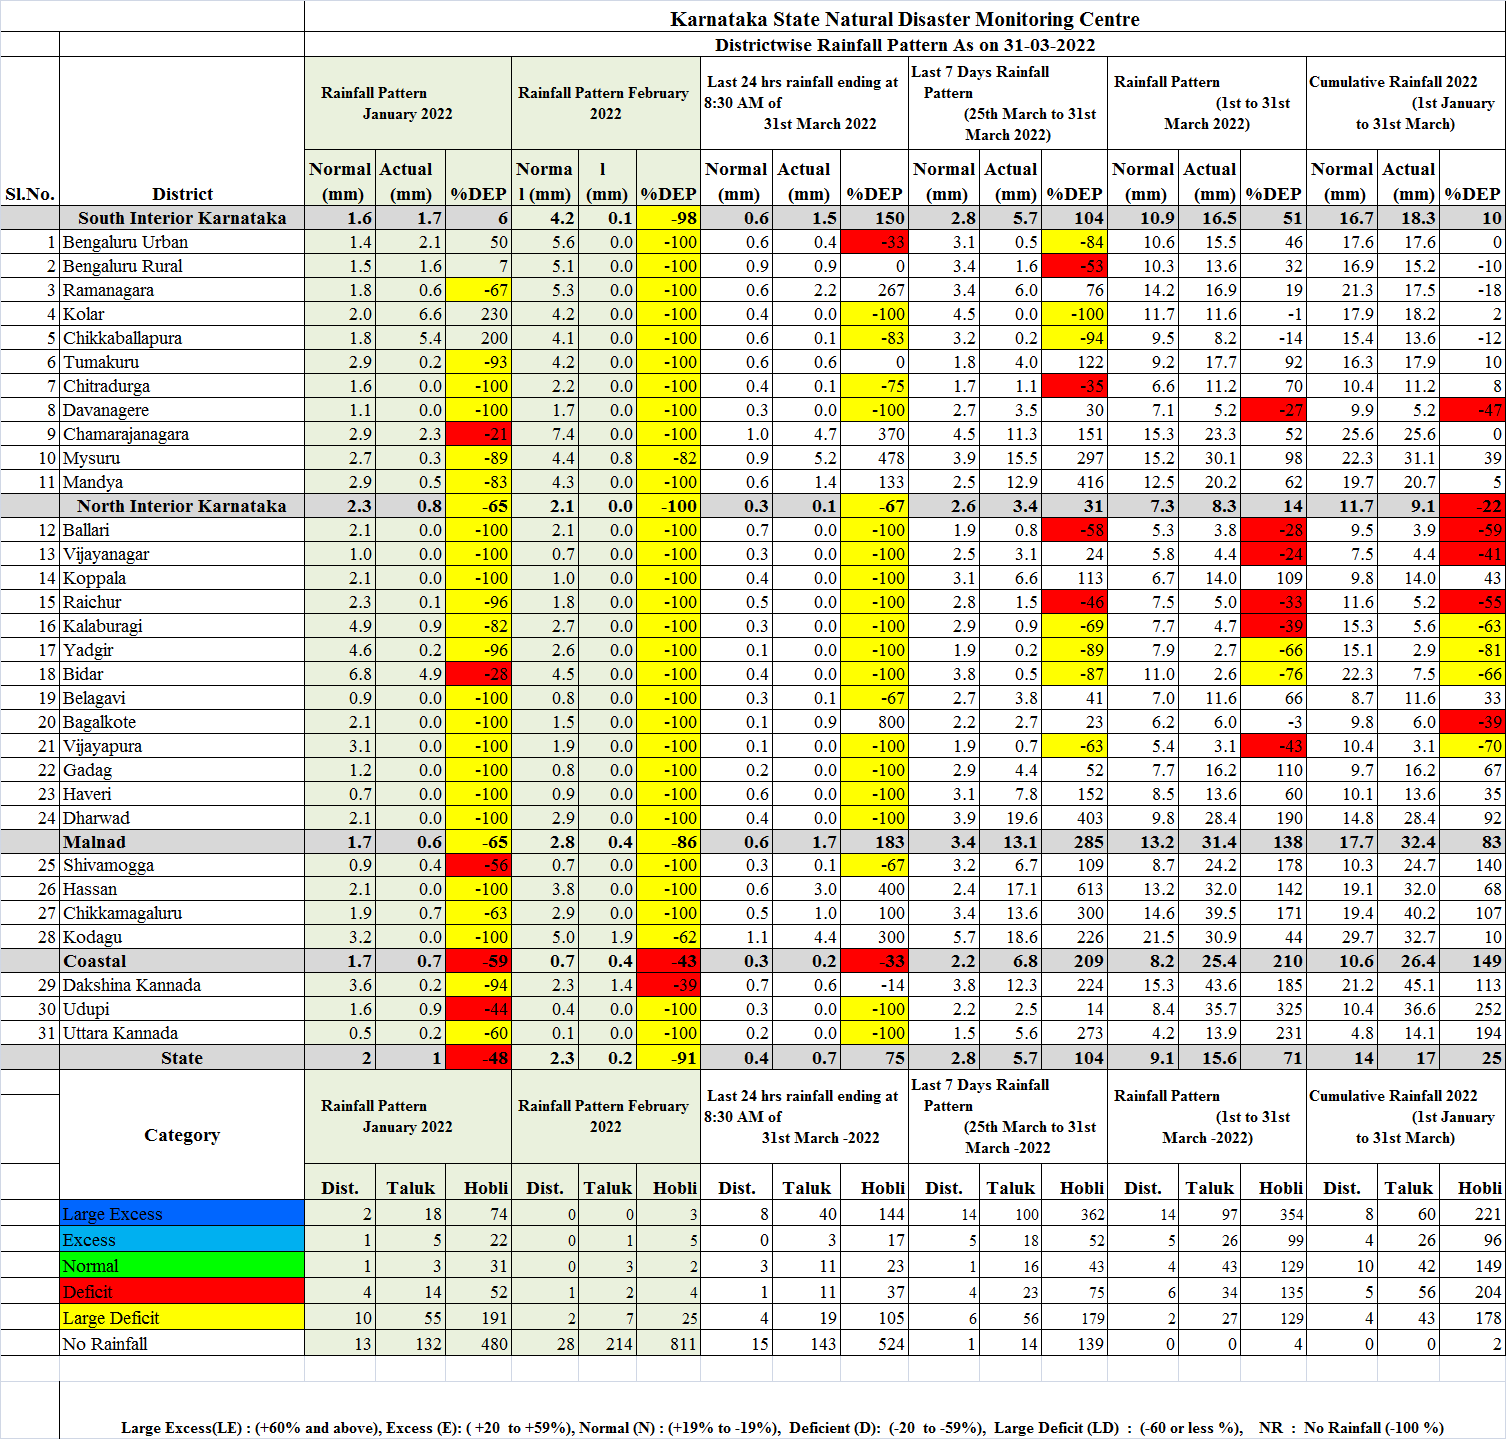 Karnataka State Natural Disaster Monitoring Centre
Districtwise Rainfall Pattern As on 31-03-2022
Rainfall Pattern January 2022 Rainfall Pattern February 2022 Last 24 hrs rainfall ending at 8:30 AM of 31st March 2022 Last 7 Days Rainfall Pattern (25th March to 31st March 2022) Rainfall Pattern (1st to 31st March 2022) Cumulative Rainfall 2022 (1st January to 31st March)
Sl.No. District Normal (mm) Actual (mm) %DEP Norma l (mm) l (mm) %DEP Normal (mm) Actual (mm) %DEP Normal (mm) Actual (mm) %DEP Normal (mm) Actual (mm) %DEP Normal (mm) Actual (mm) %DEP
South Interior Karnataka 1.6 1.7 6 4.2 0.1 -98 0.6 1.5 150 2.8 5.7 104 10.9 16.5 51 16.7 18.3 10
1 Bengaluru Urban 1.4 2.1 50 5.6 0.0 -100 0.6 0.4 -33 3.1 0.5 -84 10.6 15.5 46 17.6 17.6 0
2 Bengaluru Rural 1.5 1.6 7 5.1 0.0 -100 0.9 0.9 0 3.4 1.6 -53 10.3 13.6 32 16.9 15.2 -10
3 Ramanagara 1.8 0.6 -67 5.3 0.0 -100 0.6 2.2 267 3.4 6.0 76 14.2 16.9 19 21.3 17.5 -18
4 Kolar 2.0 6.6 230 4.2 0.0 -100 0.4 0.0 -100 4.5 0.0 -100 11.7 11.6 -1 17.9 18.2 2
5 Chikkaballapura 1.8 5.4 200 4.1 0.0 -100 0.6 0.1 -83 3.2 0.2 -94 9.5 8.2 -14 15.4 13.6 -12
6 Tumakuru 2.9 0.2 -93 4.2 0.0 -100 0.6 0.6 0 1.8 4.0 122 9.2 17.7 92 16.3 17.9 10
7 Chitradurga 1.6 0.0 -100 2.2 0.0 -100 0.4 0.1 -75 1.7 1.1 -35 6.6 11.2 70 10.4 11.2 8
8 Davanagere 1.1 0.0 -100 1.7 0.0 -100 0.3 0.0 -100 2.7 3.5 30 7.1 5.2 -27 9.9 5.2 -47
9 Chamarajanagara 2.9 2.3 -21 7.4 0.0 -100 1.0 4.7 370 4.5 11.3 151 15.3 23.3 52 25.6 25.6 0
10 Mysuru 2.7 0.3 -89 4.4 0.8 -82 0.9 5.2 478 3.9 15.5 297 15.2 30.1 98 22.3 31.1 39
11 Mandya 2.9 0.5 -83 4.3 0.0 -100 0.6 1.4 133 2.5 12.9 416 12.5 20.2 62 19.7 20.7 5
North Interior Karnataka 2.3 0.8 -65 2.1 0.0 -100 0.3 0.1 -67 2.6 3.4 31 7.3 8.3 14 11.7 9.1 -22
12 Ballari 2.1 0.0 -100 2.1 0.0 -100 0.7 0.0 -100 1.9 0.8 -58 5.3 3.8 -28 9.5 3.9 -59
13 Vijayanagar 1.0 0.0 -100 0.7 0.0 -100 0.3 0.0 -100 2.5 3.1 24 5.8 4.4 -24 7.5 4.4 -41
14 Koppala 2.1 0.0 -100 1.0 0.0 -100 0.4 0.0 -100 3.1 6.6 113 6.7 14.0 109 9.8 14.0 43
15 Raichur 2.3 0.1 -96 1.8 0.0 -100 0.5 0.0 -100 2.8 1.5 -46 7.5 5.0 -33 11.6 5.2 -55
16 Kalaburagi 4.9 0.9 -82 2.7 0.0 -100 0.3 0.0 -100 2.9 0.9 -69 7.7 4.7 -39 15.3 5.6 -63
17 Yadgir 4.6 0.2 -96 2.6 0.0 -100 0.1 0.0 -100 1.9 0.2 -89 7.9 2.7 -66 15.1 2.9 -81
18 Bidar 6.8 4.9 -28 4.5 0.0 -100 0.4 0.0 -100 3.8 0.5 -87 11.0 2.6 -76 22.3 7.5 -66
19 Belagavi 0.9 0.0 -100 0.8 0.0 -100 0.3 0.1 -67 2.7 3.8 41 7.0 11.6 66 8.7 11.6 33
20 Bagalkote 2.1 0.0 -100 1.5 0.0 -100 0.1 0.9 800 2.2 2.7 23 6.2 6.0 -3 9.8 6.0 -39
21 Vijayapura 3.1 0.0 -100 1.9 0.0 -100 0.1 0.0 -100 1.9 0.7 -63 5.4 3.1 -43 10.4 3.1 -70
22 Gadag 1.2 0.0 -100 0.8 0.0 -100 0.2 0.0 -100 2.9 4.4 52 7.7 16.2 110 9.7 16.2 67
23 Haveri 0.7 0.0 -100 0.9 0.0 -100 0.6 0.0 -100 3.1 7.8 152 8.5 13.6 60 10.1 13.6 35
24 Dharwad 2.1 0.0 -100 2.9 0.0 -100 0.4 0.0 -100 3.9 19.6 403 9.8 28.4 190 14.8 28.4 92
Malnad 1.7 0.6 -65 2.8 0.4 -86 0.6 1.7 183 3.4 13.1 285 13.2 31.4 138 17.7 32.4 83
25 Shivamogga 0.9 0.4 -56 0.7 0.0 -100 0.3 0.1 -67 3.2 6.7 109 8.7 24.2 178 10.3 24.7 140
26 Hassan 2.1 0.0 -100 3.8 0.0 -100 0.6 3.0 400 2.4 17.1 613 13.2 32.0 142 19.1 32.0 68
27 Chikkamagaluru 1.9 0.7 -63 2.9 0.0 -100 0.5 1.0 100 3.4 13.6 300 14.6 39.5 171 19.4 40.2 107
28 Kodagu 3.2 0.0 -100 5.0 1.9 -62 1.1 4.4 300 5.7 18.6 226 21.5 30.9 44 29.7 32.7 10
Coastal 1.7 0.7 -59 0.7 0.4 -43 0.3 0.2 -33 2.2 6.8 209 8.2 25.4 210 10.6 26.4 149
29 Dakshina Kannada 3.6 0.2 -94 2.3 1.4 -39 0.7 0.6 -14 3.8 12.3 224 15.3 43.6 185 21.2 45.1 113
30 Udupi 1.6 0.9 -44 0.4 0.0 -100 0.3 0.0 -100 2.2 2.5 14 8.4 35.7 325 10.4 36.6 252
31 Uttara Kannada 0.5 0.2 -60 0.1 0.0 -100 0.2 0.0 -100 1.5 5.6 273 4.2 13.9 231 4.8 14.1 194
State 2 1 -48 2.3 0.2 -91 0.4 0.7 75 2.8 5.7 104 9.1 15.6 71 14 17 25
Category Rainfall Pattern January 2022 Rainfall Pattern February 2022 Last 24 hrs rainfall ending at 8:30 AM of 31st March -2022 Last 7 Days Rainfall Pattern (25th March to 31st March -2022 Rainfall Pattern (1st to 31st March -2022) Cumulative Rainfall 2022 (1st January to 31st March)
Dist. Taluk Hobli Dist. Taluk Hobli Dist. Taluk Hobli Dist. Taluk Hobli Dist. Taluk Hobli Dist. Taluk Hobli
Large Excess 2 18 74 0 0 3 8 40 144 14 100 362 14 97 354 8 60 221
Excess 1 5 22 0 1 5 0 3 17 5 18 52 5 26 99 4 26 96
Normal 1 3 31 0 3 2 3 11 23 1 16 43 4 43 129 10 42 149
Deficit 4 14 52 1 2 4 1 11 37 4 23 75 6 34 135 5 56 204
Large Deficit 10 55 191 2 7 25 4 19 105 6 56 179 2 27 129 4 43 178
No Rainfall 13 132 480 28 214 811 15 143 524 1 14 139 0 0 4 0 0 2
Large Excess(LE) : (+60% and above), Excess (E): ( +20 to +59%), Normal (N) : (+19% to -19%), Deficient (D): (-20 to -59%), Large Deficit (LD) : (-60 or less %), NR : No Rainfall (-100 %)